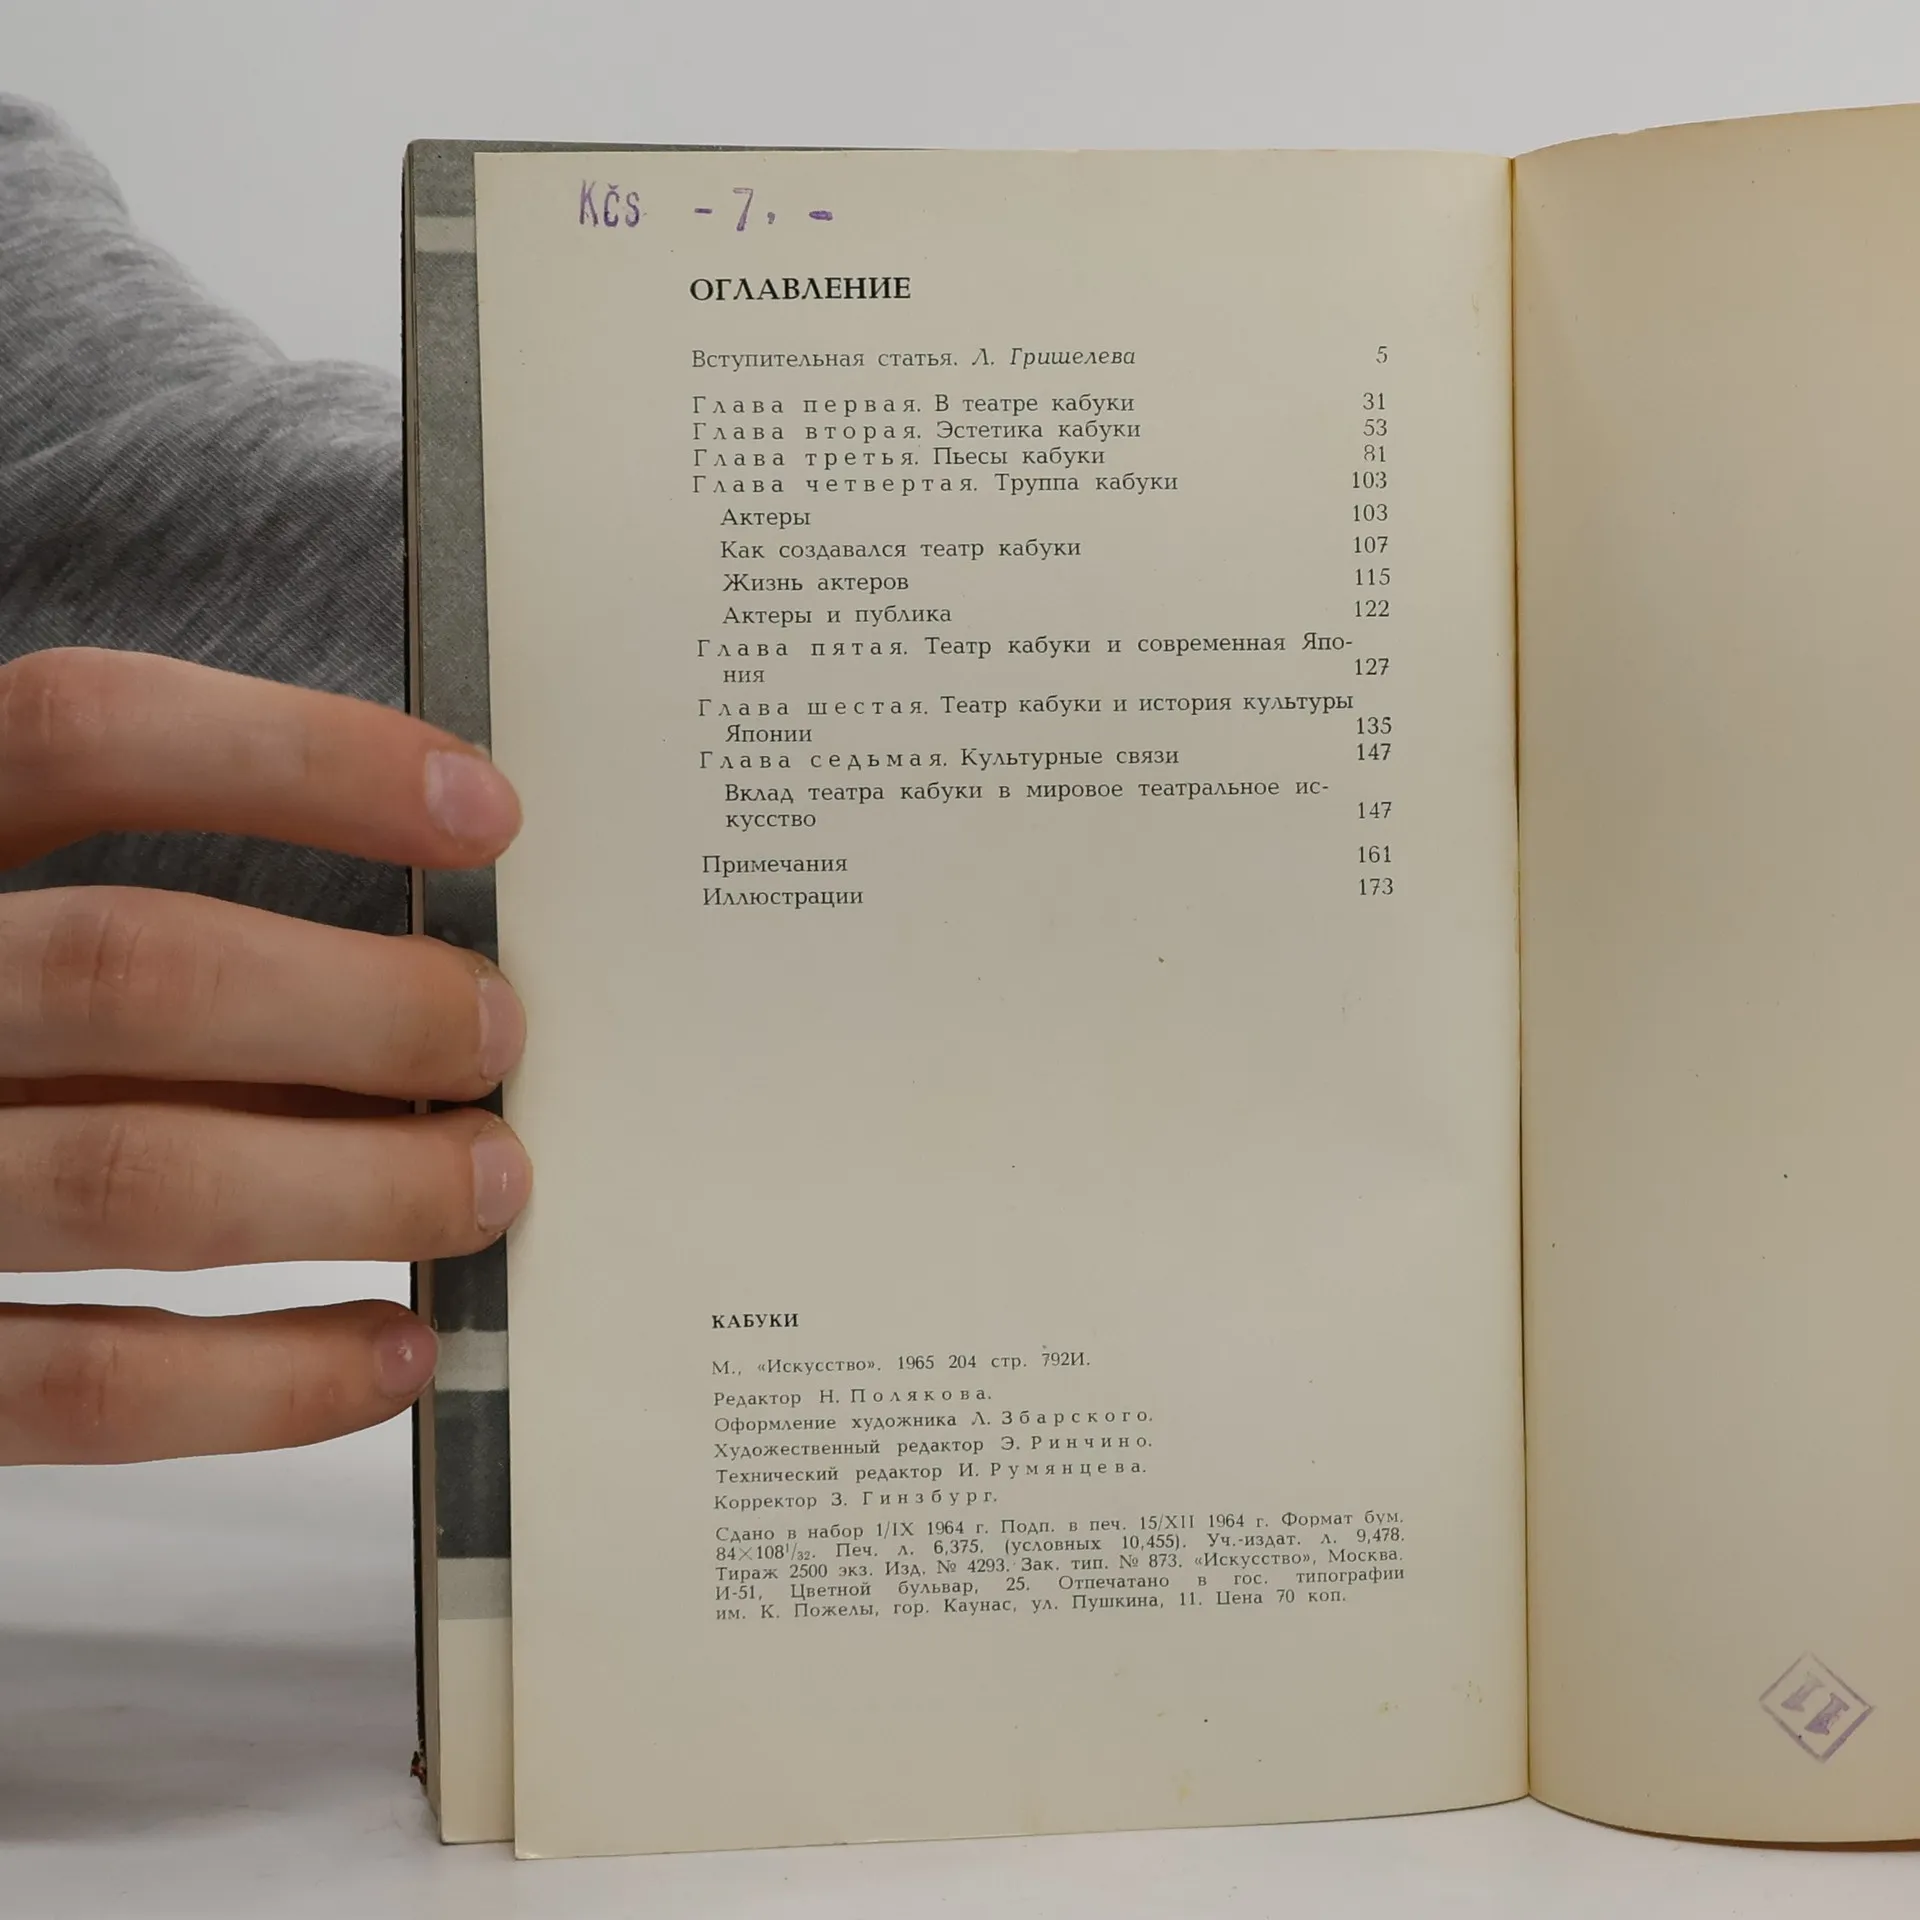 Kčs - 7. -
ОГЛАВЛЕНИЕ
Вступительная статья. Л. Гришелева 5
Глава первая. В театре кабуки 31
Глава вторая. Эстетика кабуки 53
Глава третья. Пьесы кабуки 81
Глава четвертая. Труппа кабуки 103
Актеры 103
Как создавался театр кабуки 107
Жизнь актеров 115
Актеры и публика 122
Глава пятая. Театр кабуки и современная Япо-
ния 127
Глава шестая. Театр кабуки и история культуры
Японии 135
Глава седьмая. Культурные связи 147
Вклад театра кабуки в мировое театральное ис-
кусство 147
Примечания 161
Иллюстрации 173
КАБУКИ
М., «Искусство». 1965 204 стр. 792И.
Редактор Н. Полякова.
Оформление художника Л. Збарского.
Художественный редактор Э. Ринчино.
Технический редактор И. Румянцева.
Корректор З. Гинзбург.
Сдано в набор 1/IX 1964 г. Подп. в печ. 15/XII 1964 г. Формат бум.
84×108¹/₃₂. Печ. л. 6,375. (условных 10,455). Уч.-издат. л. 9,478.
Тираж 2500 экз. Изд. № 4293. Зак. тип. № 873. «Искусство», Москва.
И-51, Цветной бульвар, 25. Отпечатано в гос. типографии
им. К. Пожелы, гор. Каунас, ул. Пушкина, 11. Цена 70 коп.